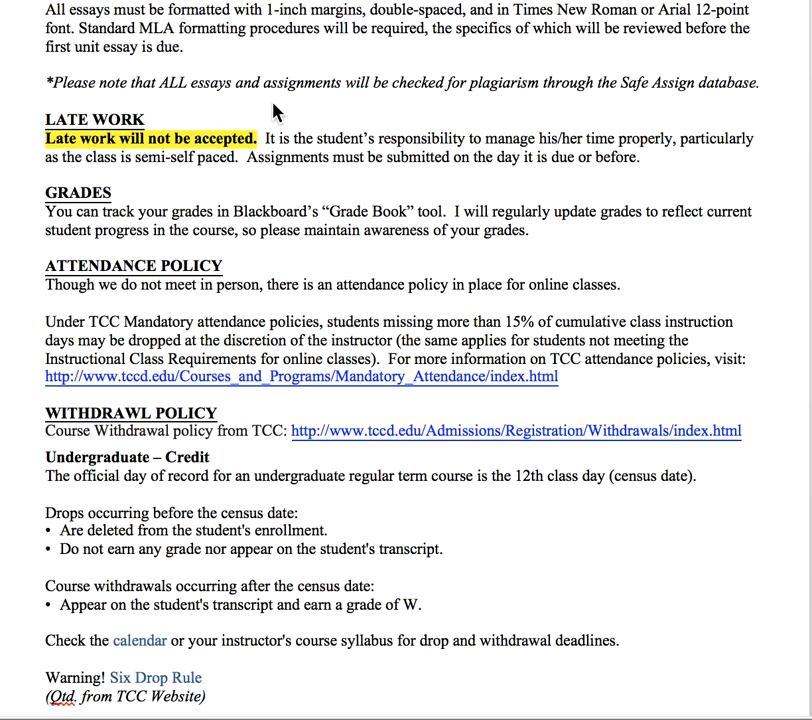 All essays must be formatted with 1-inch margins, double-spaced, and in Times New Roman or Arial 12-point
font. Standard MLA formatting procedures will be required, the specifics of which will be reviewed before the
first unit essay is due.
*Please note that ALL essays and assignments will be checked for plagiarism through the Safe Assign database.
LATE WORK
Late work will not be accepted. It is the student’s responsibility to manage his/her time properly, particularly
as the class is semi-self paced. Assignments must be submitted on the day it is due or before.
GRADES
You can track your grades in Blackboard’s “Grade Book” tool. I will regularly update grades to reflect current
student progress in the course, so please maintain awareness of your grades.
ATTENDANCE POLICY
Though we do not meet in person, there is an attendance policy in place for online classes.
Under TCC Mandatory attendance policies, students missing more than 15% of cumulative class instruction
days may be dropped at the discretion of the instructor (the same applies for students not meeting the
Instructional Class Requirements for online classes). For more information on TCC attendance policies, visit:
http://www.tccd.edu/Courses_and_Programs/Mandatory_Attendance/index.html
WITHDRAWL POLICY
Course Withdrawal policy from TCC: http://www.tccd.edu/Admissions/Registration/Withdrawals/index.html
Undergraduate – Credit
The official day of record for an undergraduate regular term course is the 12th class day (census date).
Drops occurring before the census date:
• Are deleted from the student's enrollment.
• Do not earn any grade nor appear on the student's transcript.
Course withdrawals occurring after the census date:
• Appear on the student's transcript and earn a grade of W.
Check the calendar or your instructor's course syllabus for drop and withdrawal deadlines.
Warning! Six Drop Rule
(Qtd. from TCC Website)